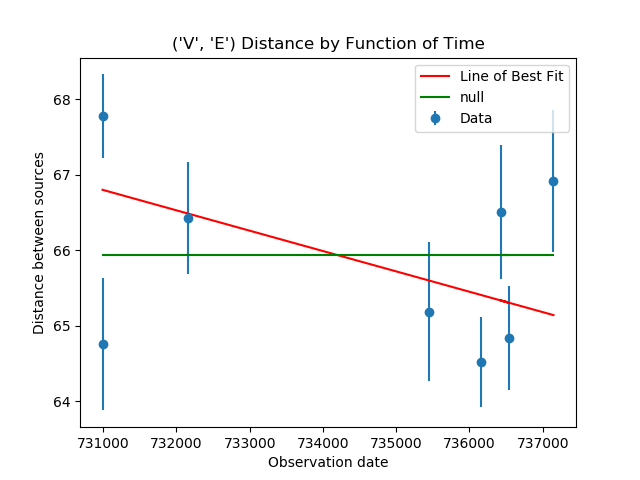 ('V', 'E') Distance by Function of Time
Line of Best Fit
null
Data
Distance between sources
68
67
66
65
64
731000 732000 733000 734000 735000 736000 737000
Observation date